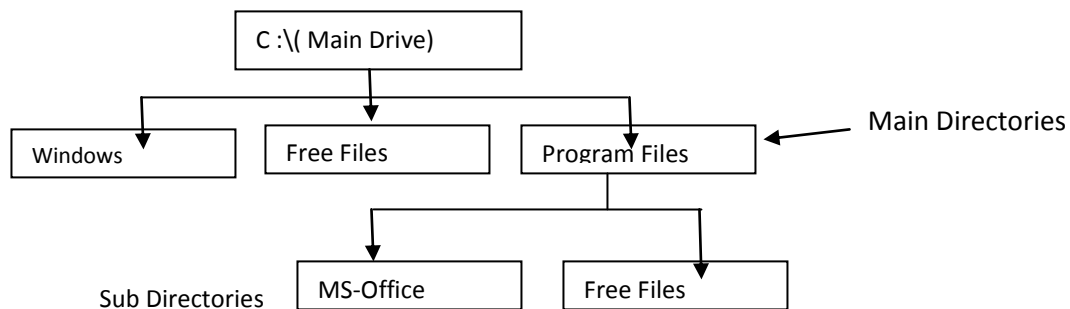 C :\( Main Drive)
Main Directories
Windows
Free Files
Program Files
MS-Office
Free Files
Sub Directories